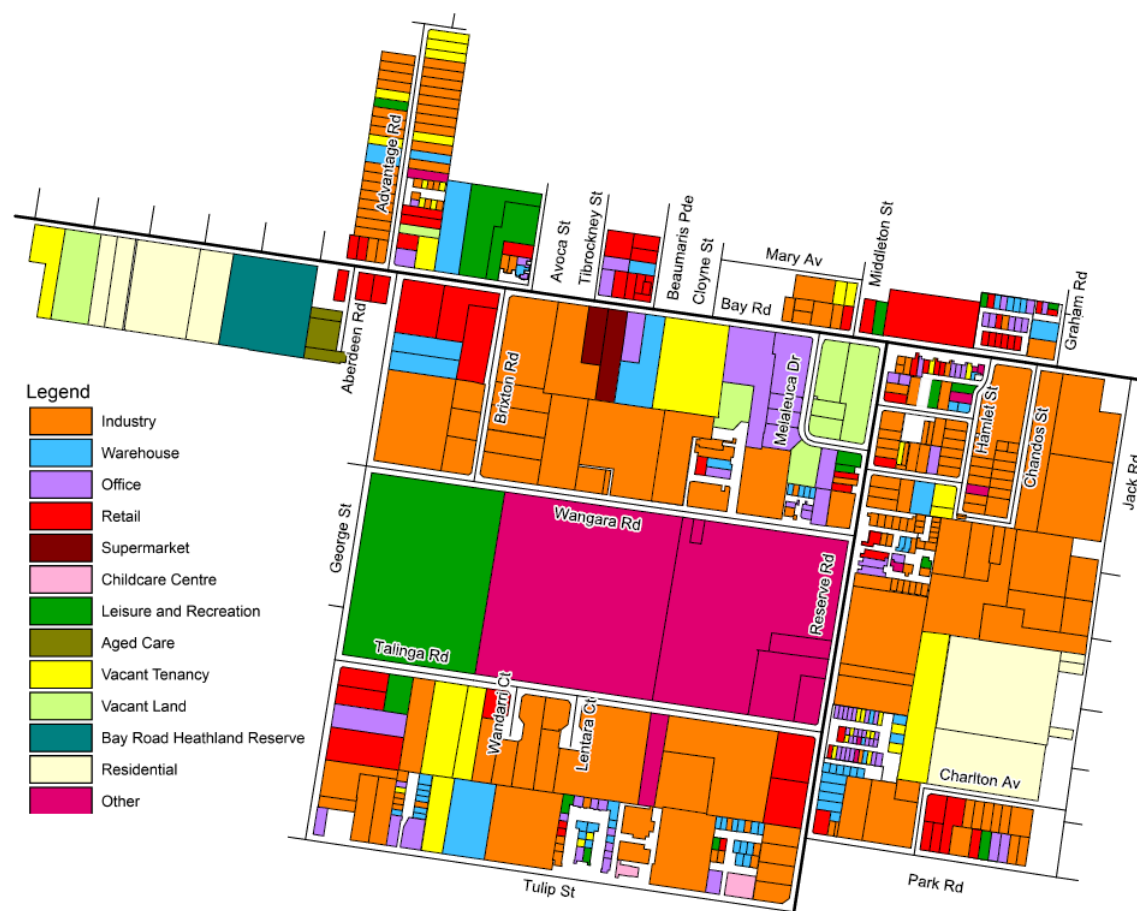 Advantage Rd
Avoca St
Tibrockney St
Beaumaris Pde
Cloyne St
Mary Av
Middleton St
Graham Rd
Bay Rd
Aberdeen Rd
Brixton Rd
Melaleuca Dr
Hamlet St
Chandos St
Jack Rd
George St
Wangara Rd
Reserve Rd
Talinga Rd
Wandarri Ct
Lentara Ct
Charlton Av
Tulip St
Park Rd
Legend
Industry
Warehouse
Office
Retail
Supermarket
Childcare Centre
Leisure and Recreation
Aged Care
Vacant Tenancy
Vacant Land
Bay Road Heathland Reserve
Residential
Other